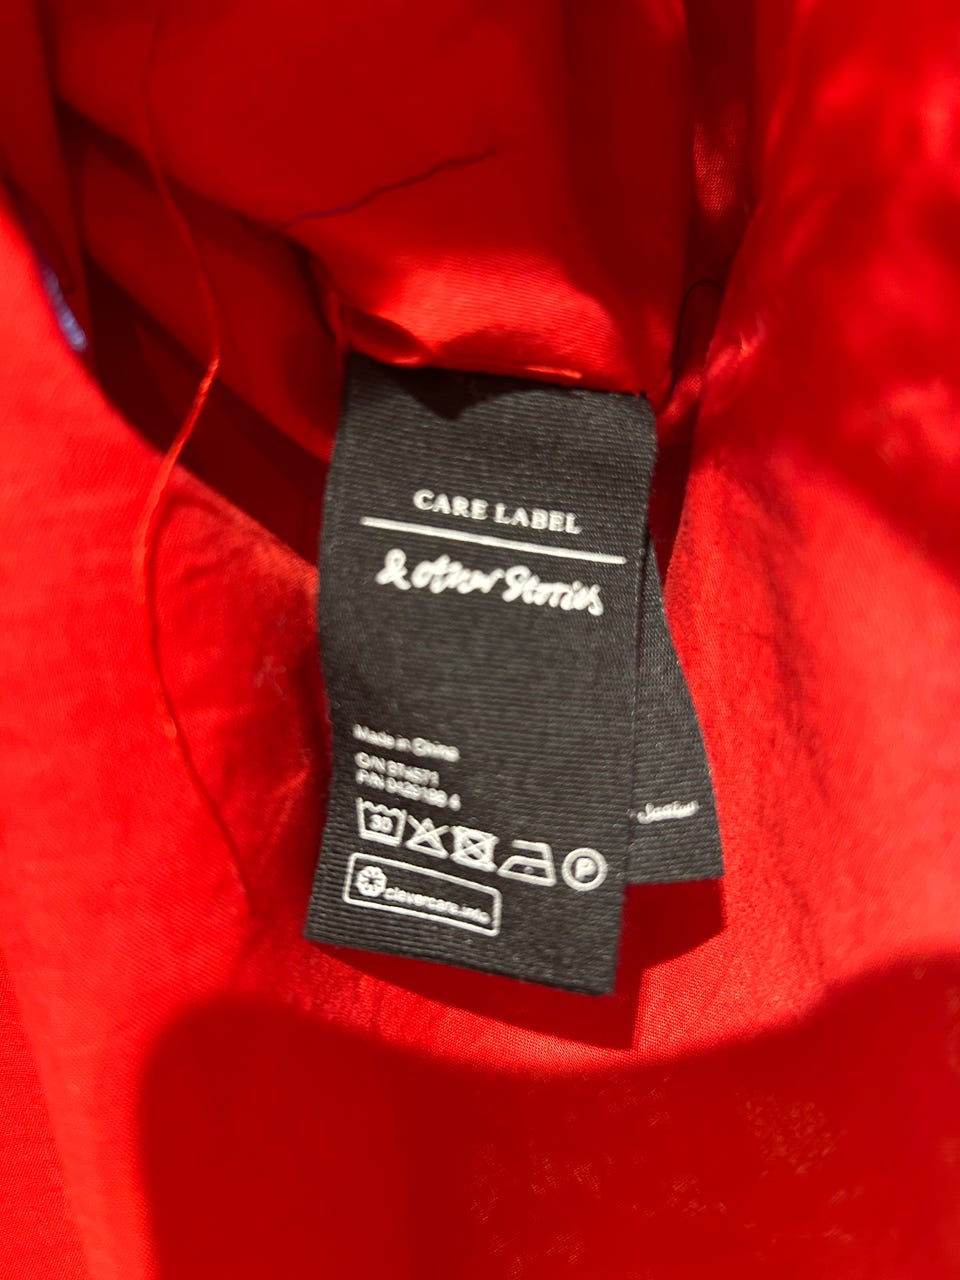 CARE LABEL
& Other Stories
Made in China
O/N
P/N
30
P
clevercare.info